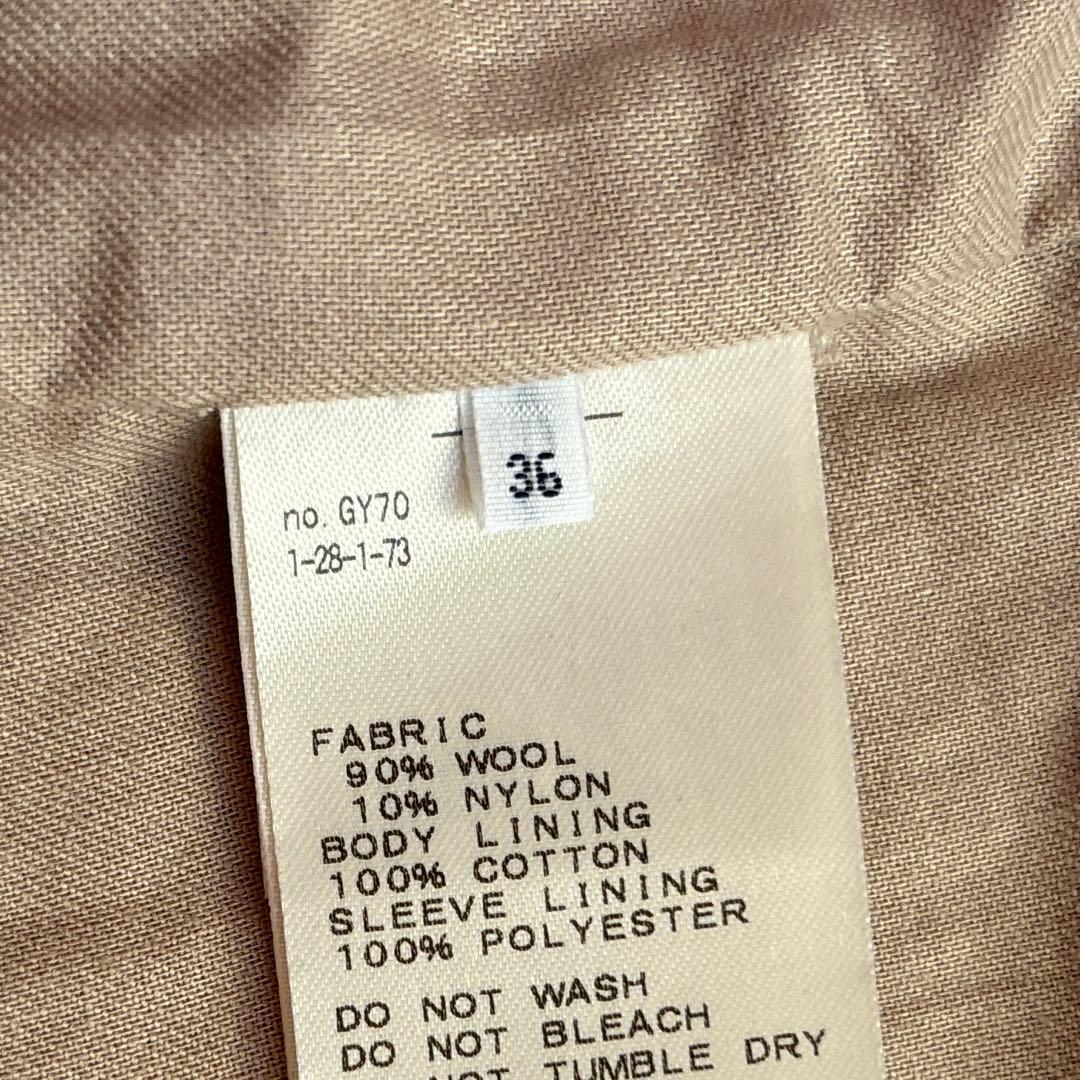 36
no. GY70
1-28-1-73
FABRIC
90% WOOL
10% NYLON
BODY LINING
100% COTTON
SLEEVE LINING
100% POLYESTER
DO NOT WASH
DO NOT BLEACH
NOT TUMBLE DRY